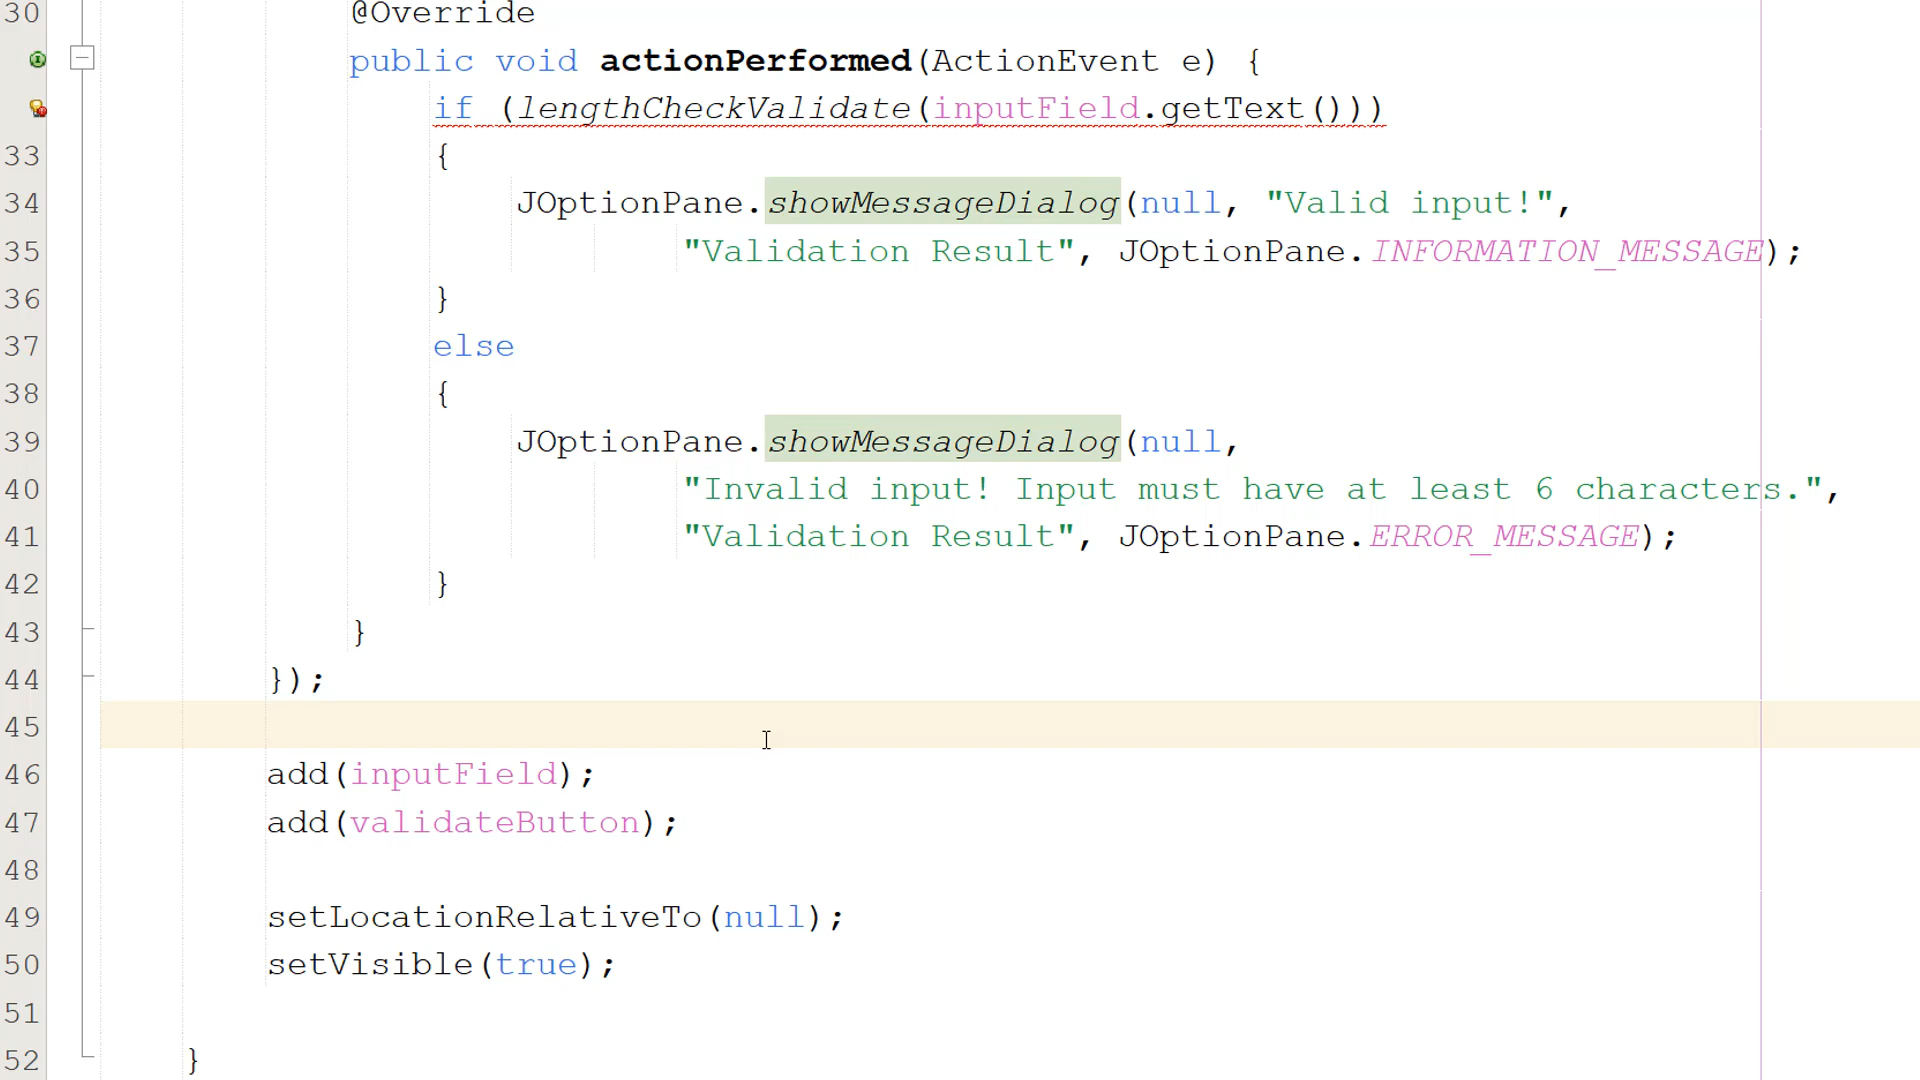 30 @Override
public void actionPerformed(ActionEvent e) {
if (lengthCheckValidate(inputField.getText()))
33 {
34 JOptionPane.showMessageDialog(null, "Valid input!",
35 "Validation Result", JOptionPane.INFORMATION_MESSAGE);
36 }
37 else
38 {
39 JOptionPane.showMessageDialog(null,
40 "Invalid input! Input must have at least 6 characters.",
41 "Validation Result", JOptionPane.ERROR_MESSAGE);
42 }
43 }
44 });
45
46 add(inputField);
47 add(validateButton);
48
49 setLocationRelativeTo(null);
50 setVisible(true);
51
52 }